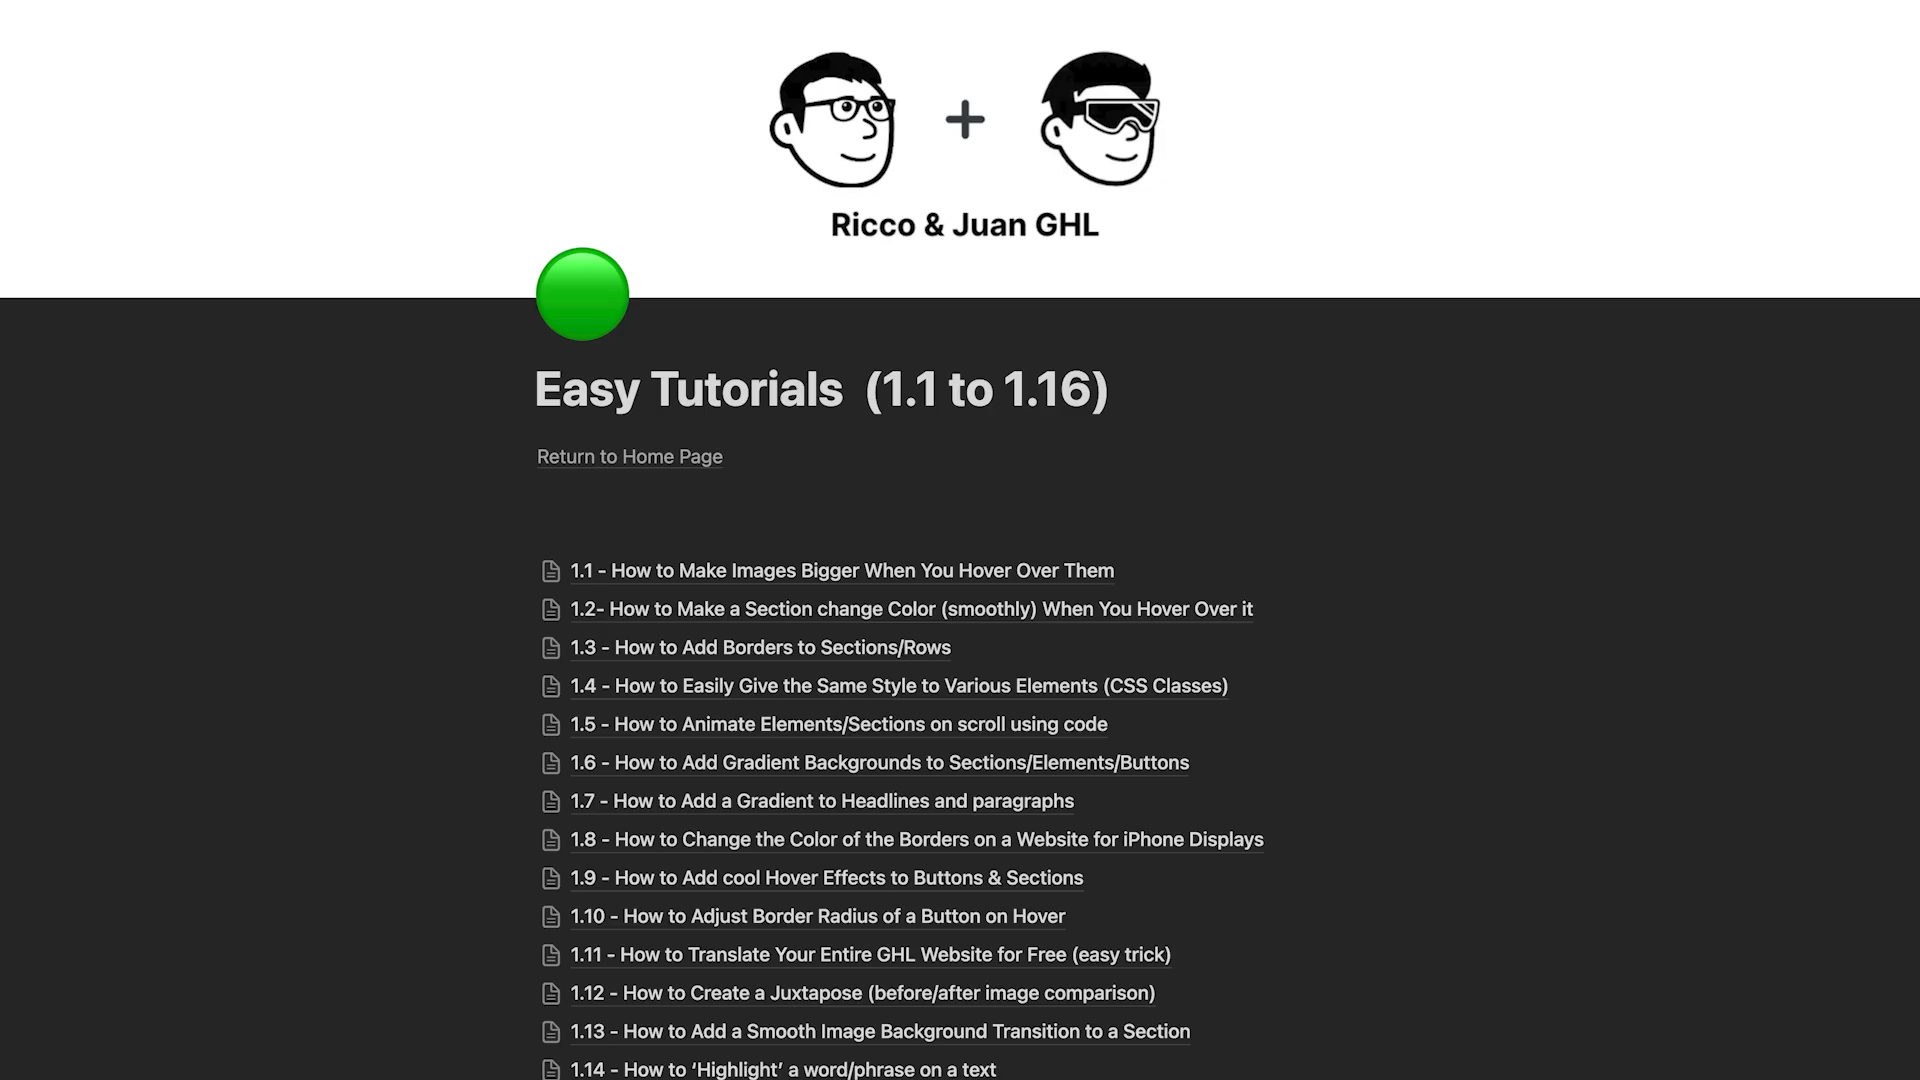 Ricco & Juan GHL
Easy Tutorials (1.1 to 1.16)
Return to Home Page
1.1 - How to Make Images Bigger When You Hover Over Them
1.2- How to Make a Section change Color (smoothly) When You Hover Over it
1.3 - How to Add Borders to Sections/Rows
1.4 - How to Easily Give the Same Style to Various Elements (CSS Classes)
1.5 - How to Animate Elements/Sections on scroll using code
1.6 - How to Add Gradient Backgrounds to Sections/Elements/Buttons
1.7 - How to Add a Gradient to Headlines and paragraphs
1.8 - How to Change the Color of the Borders on a Website for iPhone Displays
1.9 - How to Add cool Hover Effects to Buttons & Sections
1.10 - How to Adjust Border Radius of a Button on Hover
1.11 - How to Translate Your Entire GHL Website for Free (easy trick)
1.12 - How to Create a Juxtapose (before/after image comparison)
1.13 - How to Add a Smooth Image Background Transition to a Section
1.14 - How to ‘Highlight’ a word/phrase on a text